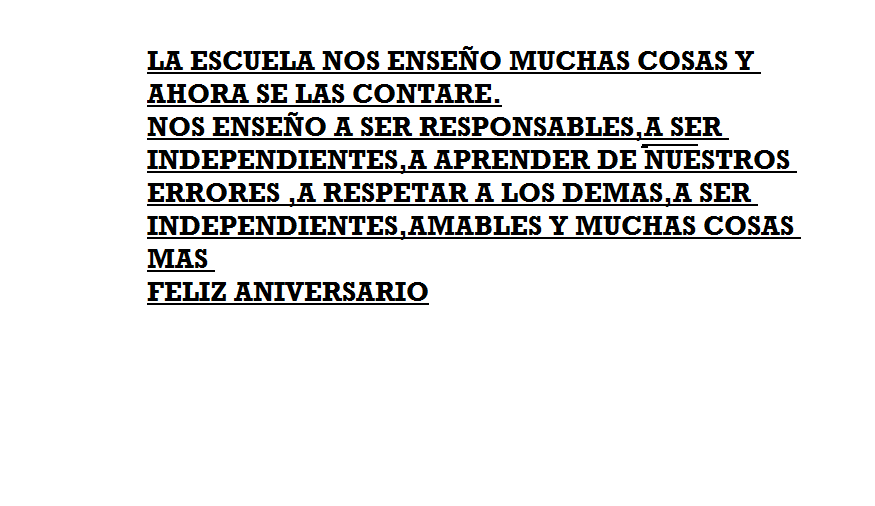 LA ESCUELA NOS ENSEÑO MUCHAS COSAS Y
AHORA SE LAS CONTARE.
NOS ENSEÑO A SER RESPONSABLES,A SER
INDEPENDIENTES,A APRENDER DE NUESTROS
ERRORES ,A RESPETAR A LOS DEMAS,A SER
INDEPENDIENTES,AMABLES Y MUCHAS COSAS
MAS
FELIZ ANIVERSARIO